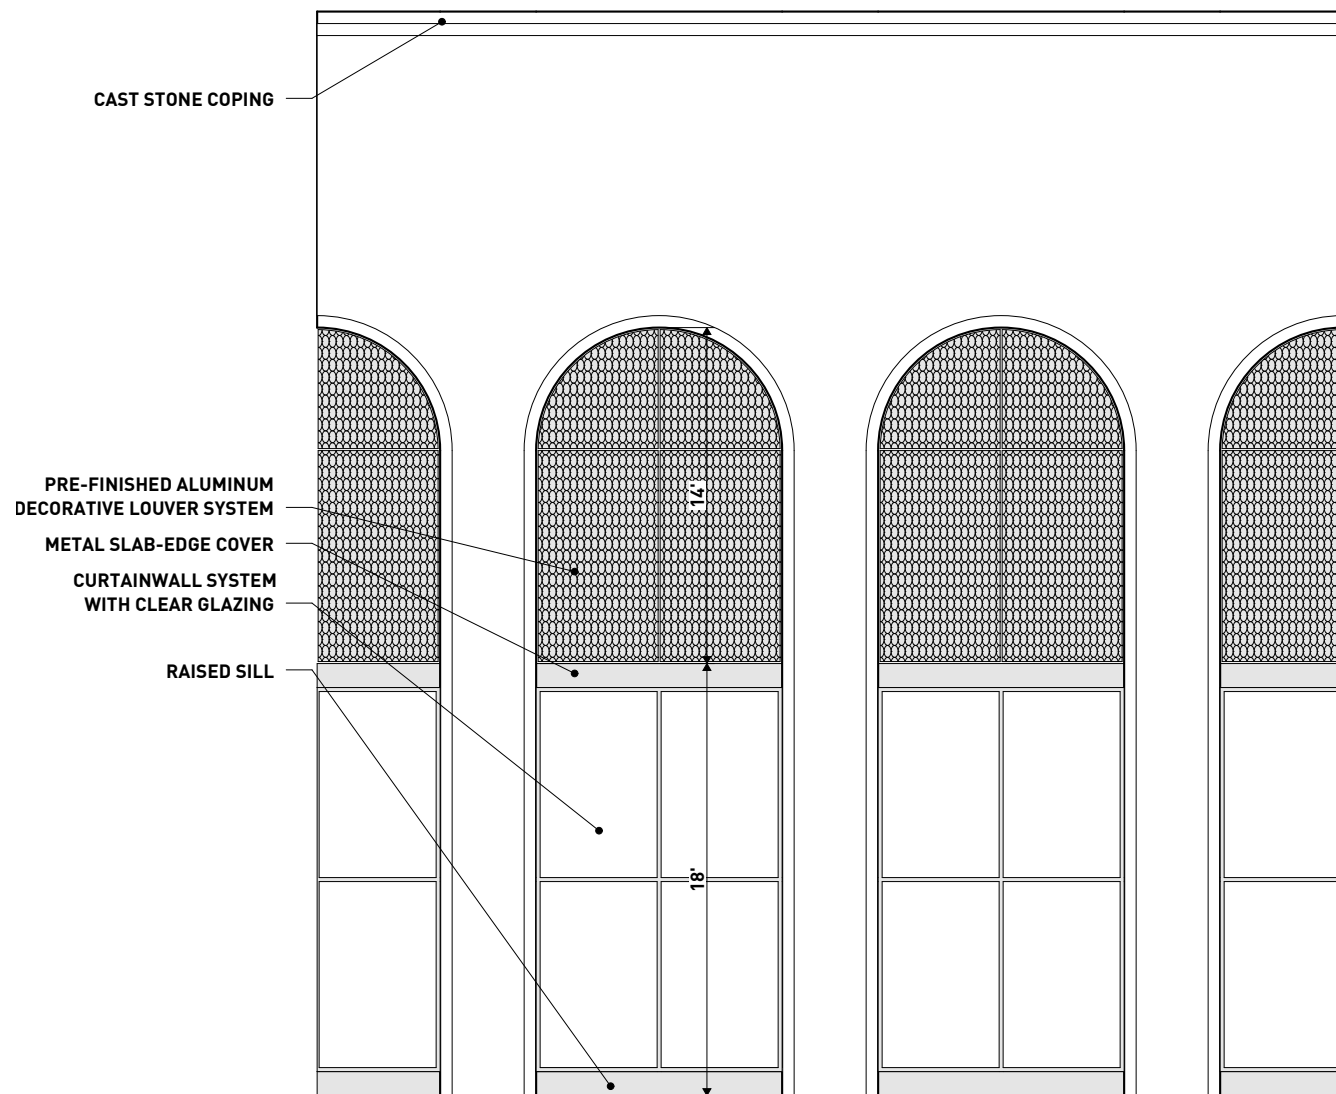 CAST STONE COPING
PRE-FINISHED ALUMINUM
DECORATIVE LOUVER SYSTEM
METAL SLAB-EDGE COVER
CURTAINWALL SYSTEM
WITH CLEAR GLAZING
RAISED SILL
14'
18'